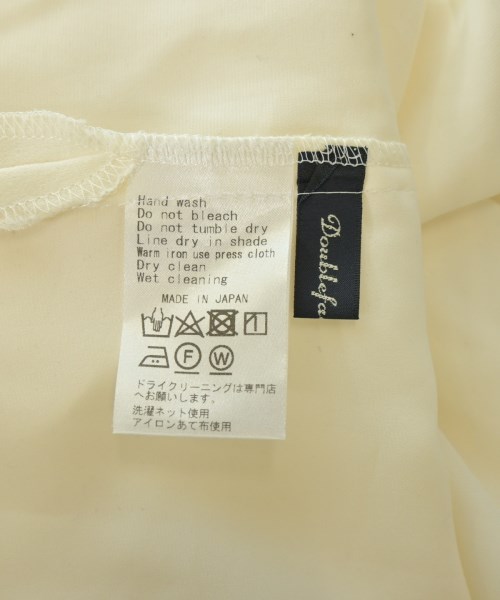 Hand wash
Do not bleach
Do not tumble dry
Line dry in shade
Warm iron use press cloth
Dry clean
Wet cleaning
MADE IN JAPAN
F W
ドライクリーニングは専門店
へお願いします。
洗濯ネット使用
アイロンあて布使用
Doublefa